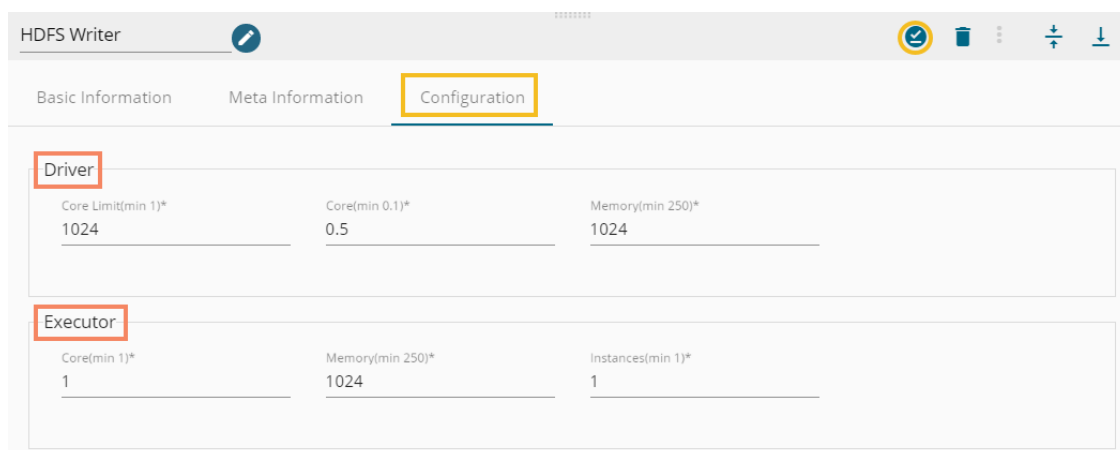 HDFS Writer
Basic Information Meta Information Configuration
Driver
Core Limit(min 1)* Core(min 0.1)* Memory(min 250)*
1024 0.5 1024
Executor
Core(min 1)* Memory(min 250)* Instances(min 1)*
1 1024 1